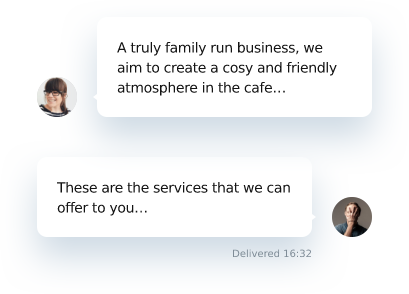 A truly family run business, we
aim to create a cosy and friendly
atmosphere in the cafe...
These are the services that we can
offer to you...
Delivered 16:32